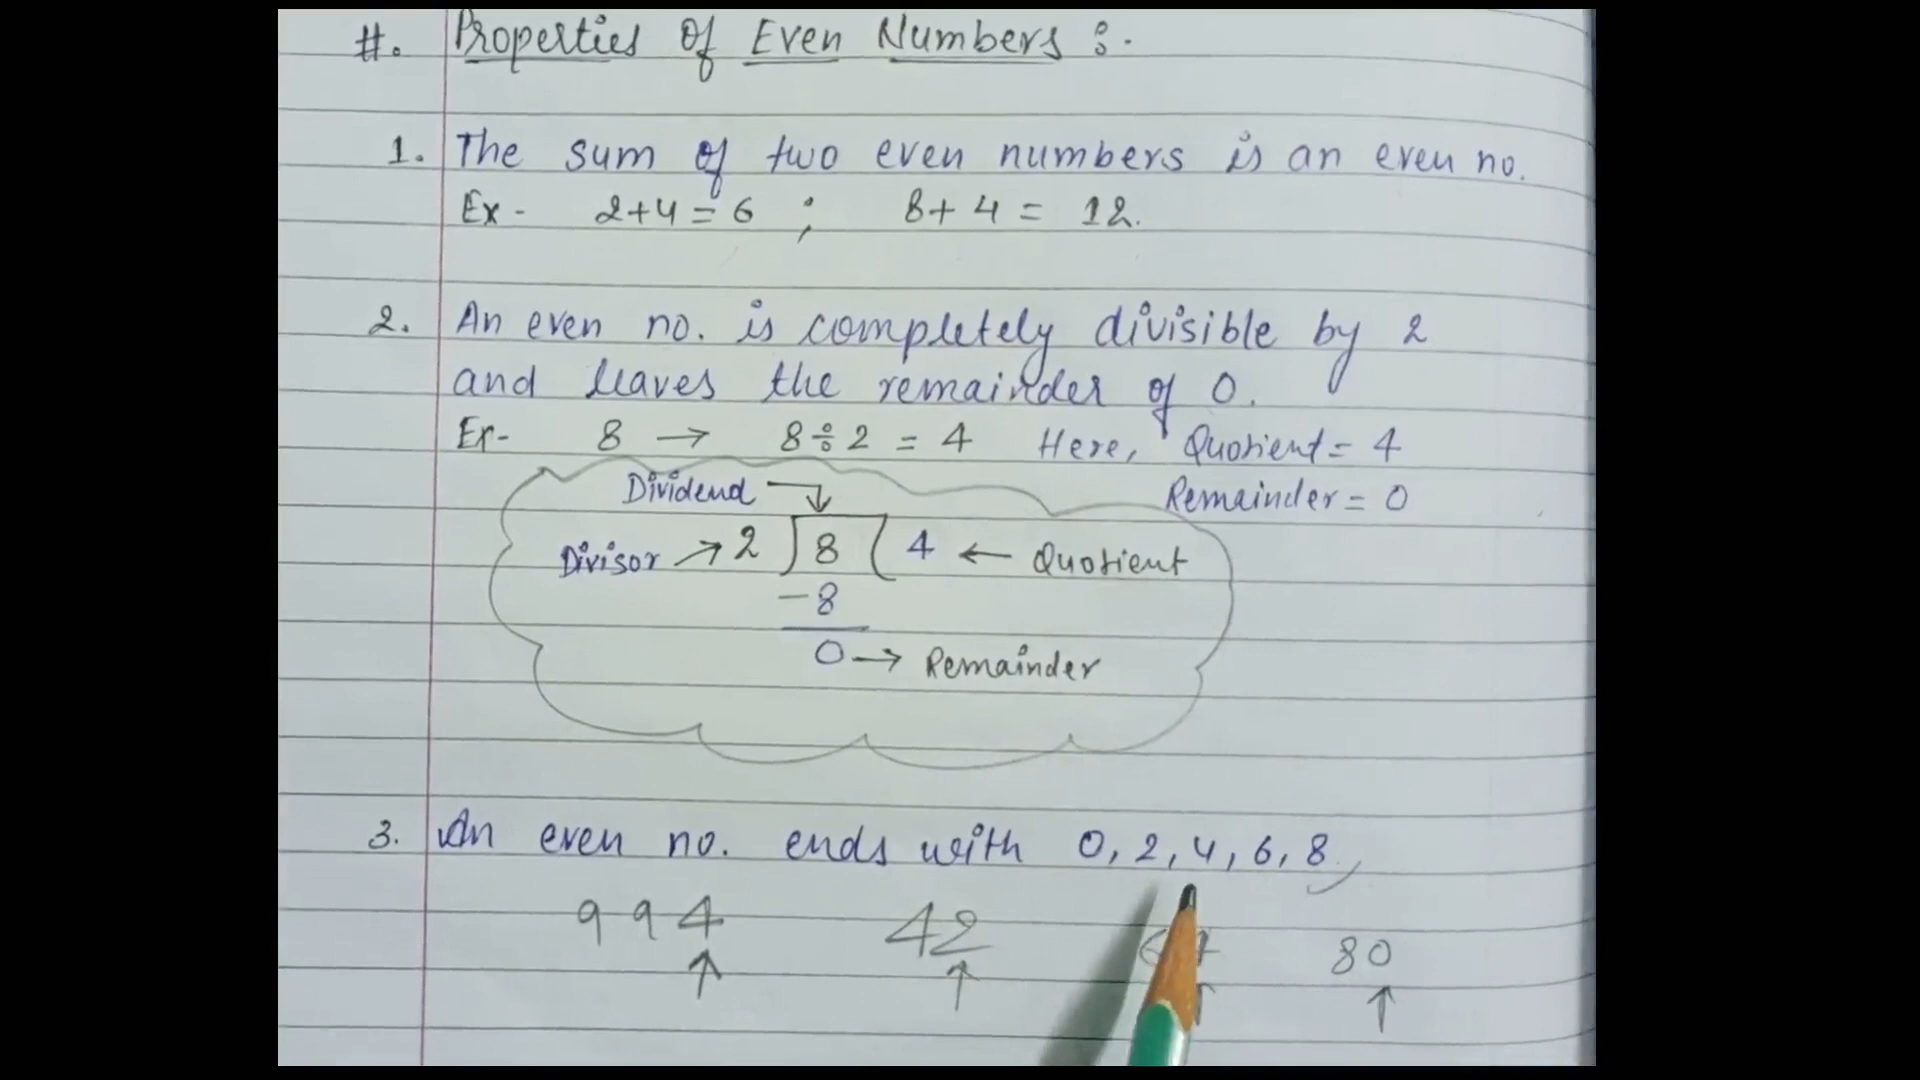 #. Properties of Even Numbers :-
1. The sum of two even numbers is an even no.
Ex - 2+4 = 6 ; 8+ 4 = 12.
2. An even no. is completely divisible by 2
and leaves the remainder of 0.
Ex- 8 → 8÷2 = 4 Here, Quotient = 4
Dividend Remainder = 0
Divisor → 2 ) 8 ( 4 ← Quotient
-8
0 → Remainder
3. An even no. ends with 0, 2, 4, 6, 8
994 42 80